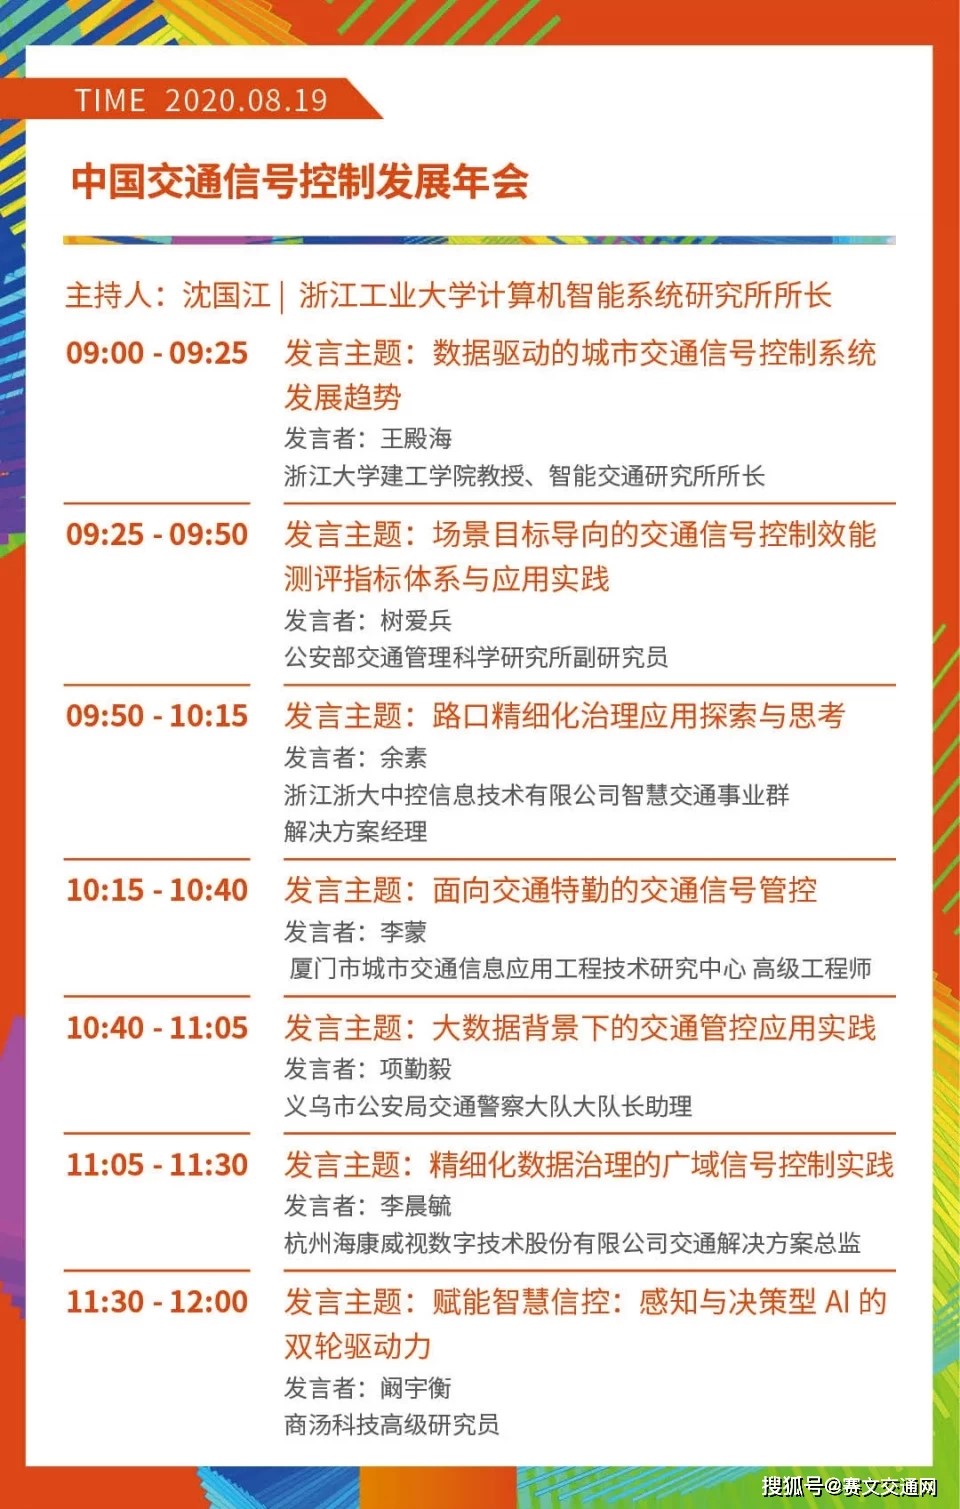 TIME 2020.08.19
中国交通信号控制发展年会
主持人：沈国江 | 浙江工业大学计算机智能系统研究所所长
09:00 - 09:25 发言主题：数据驱动的城市交通信号控制系统
发展趋势
发言者：王殿海
浙江大学建工学院教授、智能交通研究所所长
09:25 - 09:50 发言主题：场景目标导向的交通信号控制效能
测评指标体系与应用实践
发言者：树爱兵
公安部交通管理科学研究所副研究员
09:50 - 10:15 发言主题：路口精细化治理应用探索与思考
发言者：余素
浙江浙大中控信息技术有限公司智慧交通事业群
解决方案经理
10:15 - 10:40 发言主题：面向交通特勤的交通信号管控
发言者：李蒙
厦门市城市交通信息应用工程技术研究中心 高级工程师
10:40 - 11:05 发言主题：大数据背景下的交通管控应用实践
发言者：项勤毅
义乌市公安局交通警察大队大队长助理
11:05 - 11:30 发言主题：精细化数据治理的广域信号控制实践
发言者：李晨毓
杭州海康威视数字技术股份有限公司交通解决方案总监
11:30 - 12:00 发言主题：赋能智慧信控：感知与决策型 AI 的
双轮驱动力
发言者：阚宇衡
商汤科技高级研究员
搜狐号@赛文交通网